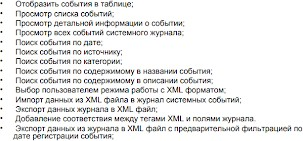 • Отобразить события в таблице;
• Просмотр списка событий;
• Просмотр детальной информации о событии;
• Просмотр всех событий системного журнала;
• Поиск события по дате;
• Поиск события по источнику;
• Поиск события по категории;
• Поиск события по содержимому в названии события;
• Поиск события по содержимому в описании события;
• Выбор пользователем режима работы с XML форматом;
• Импорт данных из XML файла в журнал системных событий;
• Экспорт данных из журнала в XML файл;
• Добавление соответствия между тегами XML и полями журнала.
• Экспорт данных из журнала в XML файл с предварительной фильтрацией по
дате регистрации события;